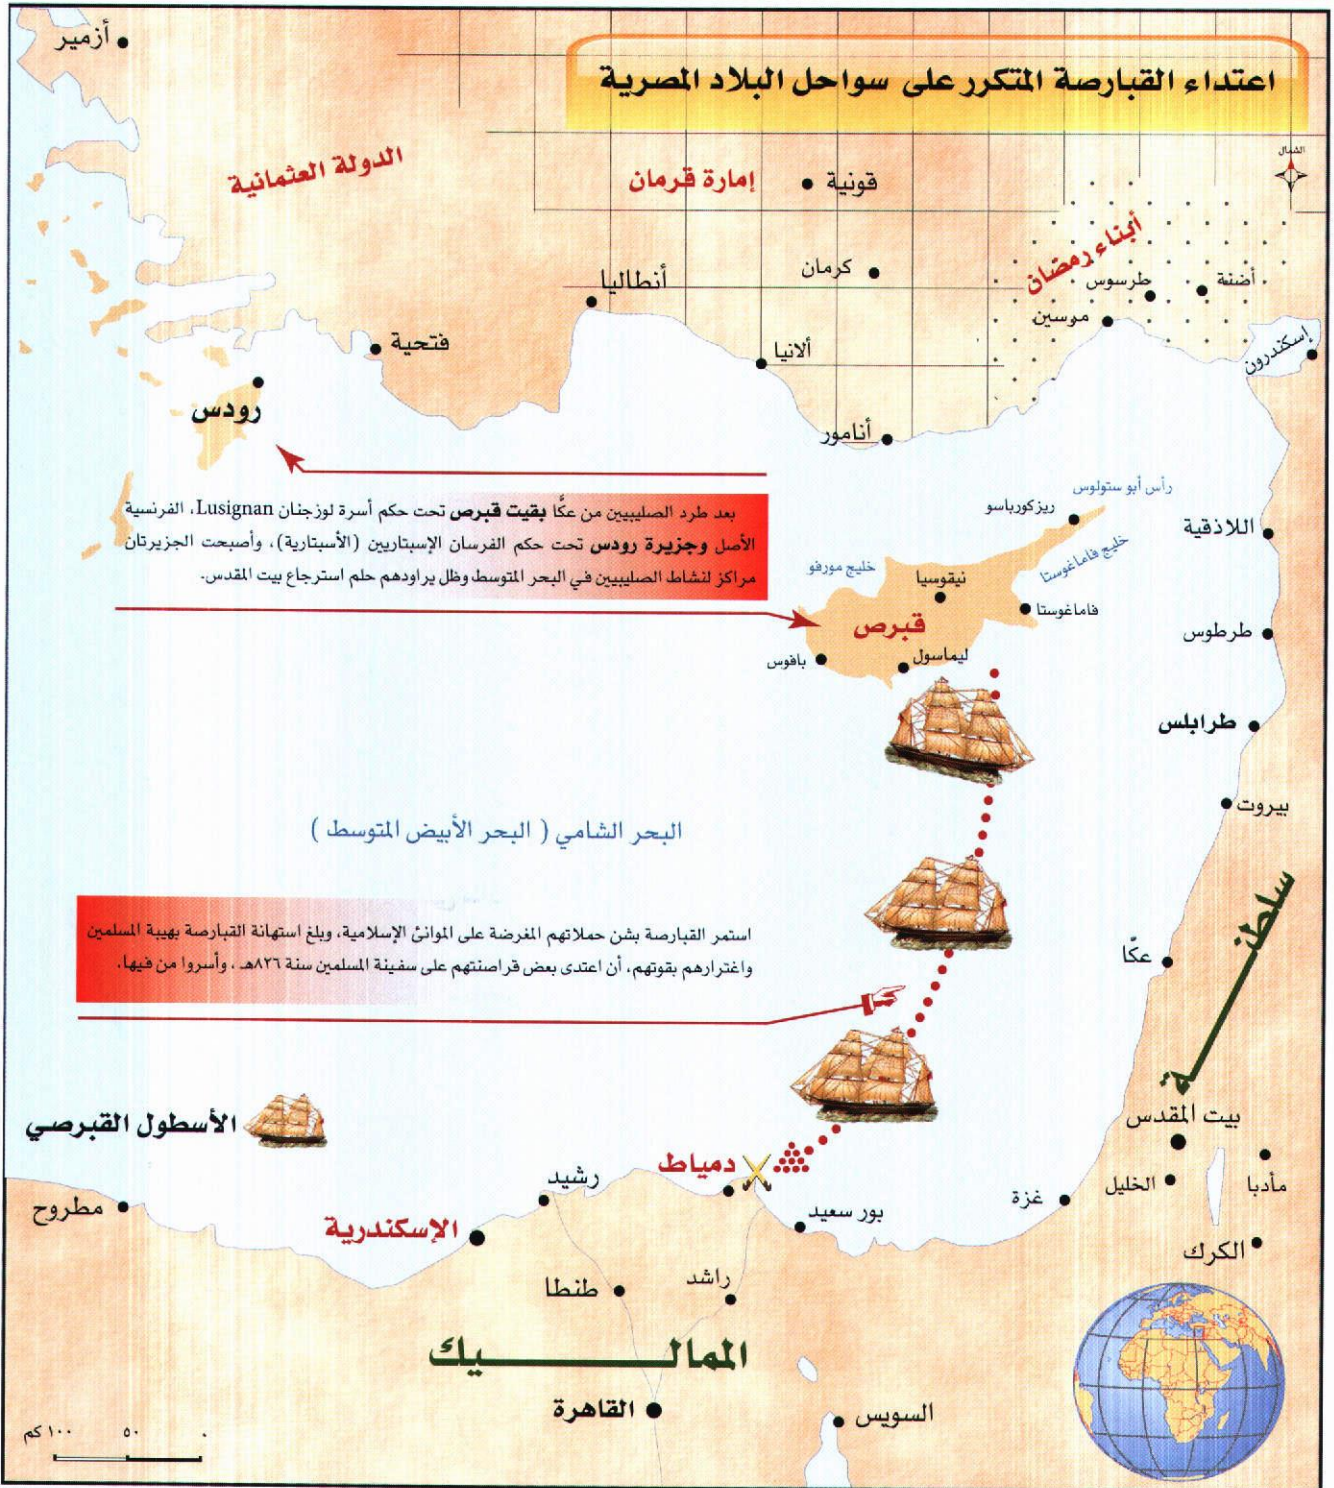 اعتداء القبارصة المتكرر على سواحل البلاد المصرية
الشمال
أزمير
الدولة العثمانية
إمارة قرمان
قونية
أبناء رمضان
كرمان
طرسوس
أضنة
أنطاليا
موسين
إسكندرون
فتحية
ألانيا
رودس
أنامور
بعد طرد الصليبيين من عكَّا بقيت قبرص تحت حكم أسرة لوزجنان Lusignan، الفرنسية
الأصل وجزيرة رودس تحت حكم الفرسان الإسبتاريين (الأسبتارية)، وأصبحت الجزيرتان
مراكز لنشاط الصليبيين في البحر المتوسط وظل يراودهم حلم استرجاع بيت المقدس.
رأس أبو ستولوس
ريزكورباسو
اللاذقية
خليج فاماغوستا
خليج مورفو
نيقوسيا
فاماغوستا
قبرص
طرطوس
بافوس
ليماسول
طرابلس
بيروت
البحر الشامي ( البحر الأبيض المتوسط )
سلطنـــــة
استمر القبارصة بشن حملاتهم المغرضة على الموانئ الإسلامية، وبلغ استهانة القبارصة بهيبة المسلمين
واغترارهم بقوتهم، أن اعتدى بعض قراصنتهم على سفينة المسلمين سنة ٨٢٦هـ، وأسروا من فيها.
عكّا
الأسطول القبرصي
بيت المقدس
دمياط
رشيد
مأدبا
الخليل
غزة
مطروح
الإسكندرية
بور سعيد
الكرك
راشد
طنطا
المماليـــــــــك
القاهرة
السويس
١٠٠ كم
٥٠
٠